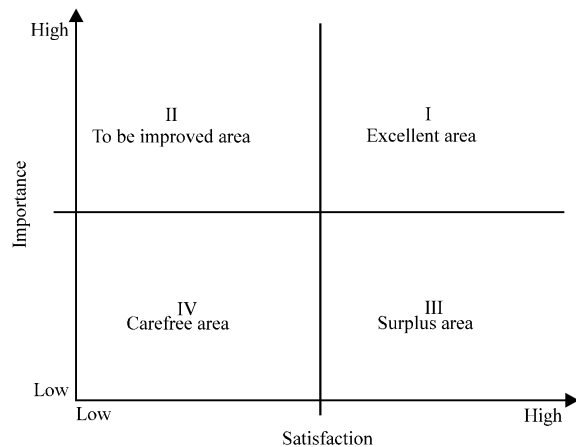 High
II
To be improved area
I
Excellent area
Importance
IV
Carefree area
III
Surplus area
Low
Low
High
Satisfaction